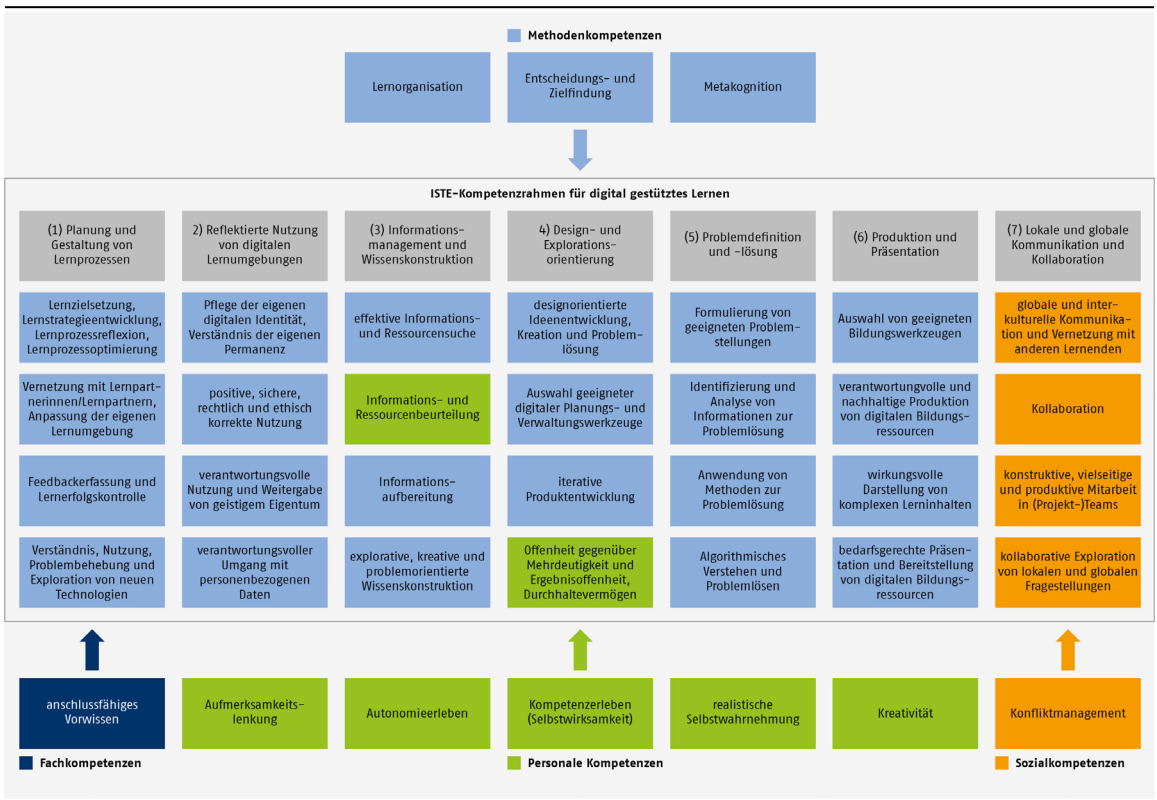 Methodenkompetenzen
Lernorganisation
Entscheidungs- und
Zielfindung
Metakognition
ISTE-Kompetenzrahmen für digital gestütztes Lernen
(1) Planung und
Gestaltung von
Lernprozessen
2) Reflektierte Nutzung
von digitalen
Lernumgebungen
(3) Informations-
management und
Wissenskonstruktion
4) Design- und
Explorations-
orientierung
(5) Problemdefinition
und -lösung
(6) Produktion und
Präsentation
(7) Lokale und globale
Kommunikation und
Kollaboration
Lernzielsetzung,
Lernstrategieentwicklung,
Lernprozessreflexion,
Lernprozessoptimierung
Pflege der eigenen
digitalen Identität,
Verständnis der eigenen
Permanenz
effektive Informations-
und Ressourcensuche
designorientierte
Ideenentwicklung,
Kreation und Problem-
lösung
Formulierung von
geeigneten Problem-
stellungen
Auswahl von geeigneten
Bildungswerkzeugen
globale und inter-
kulturelle Kommunika-
tion und Vernetzung mit
anderen Lernenden
Vernetzung mit Lernpart-
nerinnen/Lernpartnern,
Anpassung der eigenen
Lernumgebung
positive, sichere,
rechtlich und ethisch
korrekte Nutzung
Informations- und
Ressourcenbeurteilung
Auswahl geeigneter
digitaler Planungs- und
Verwaltungswerkzeuge
Identifizierung und
Analyse von
Informationen zur
Problemlösung
verantwortungvolle und
nachhaltige Produktion
von digitalen Bildungs-
ressourcen
Kollaboration
Feedbackerfassung und
Lernerfolgskontrolle
verantwortungsvolle
Nutzung und Weitergabe
von geistigem Eigentum
Informations-
aufbereitung
iterative
Produktentwicklung
Anwendung von
Methoden zur
Problemlösung
wirkungsvolle
Darstellung von
komplexen Lerninhalten
konstruktive, vielseitige
und produktive Mitarbeit
in (Projekt-)Teams
Verständnis, Nutzung,
Problembehebung und
Exploration von neuen
Technologien
verantwortungsvoller
Umgang mit
personenbezogenen
Daten
explorative, kreative und
problemorientierte
Wissenskonstruktion
Offenheit gegenüber
Mehrdeutigkeit und
Ergebnisoffenheit,
Durchhaltevermögen
Algorithmisches
Verstehen und
Problemlösen
bedarfsgerechte Präsen-
tation und Bereitstellung
von digitalen Bildungs-
ressourcen
kollaborative Exploration
von lokalen und globalen
Fragestellungen
anschlussfähiges
Vorwissen
Aufmerksamkeits-
lenkung
Autonomieerleben
Kompetenzerleben
(Selbstwirksamkeit)
realistische
Selbstwahrnehmung
Kreativität
Konfliktmanagement
Fachkompetenzen
Personale Kompetenzen
Sozialkompetenzen